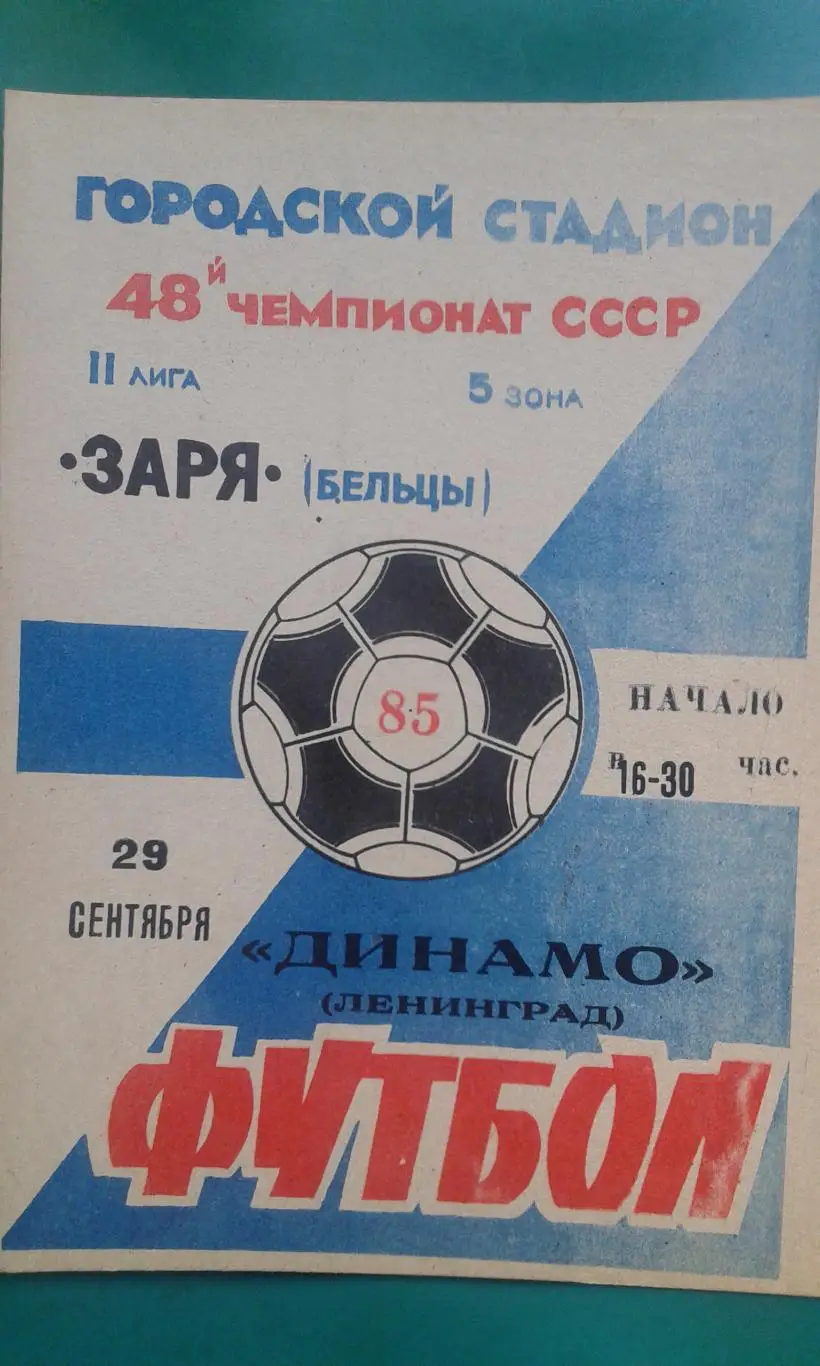 ГОРОДСКОЙ СТАДИОН
48й ЧЕМПИОНАТ СССР
II ЛИГА 5 ЗОНА
•ЗАРЯ• (БЕЛЬЦЫ)
85
НАЧАЛО
в 16-30 час.
29
СЕНТЯБРЯ
«ДИНАМО»
(ЛЕНИНГРАД)
ФУТБОЛ